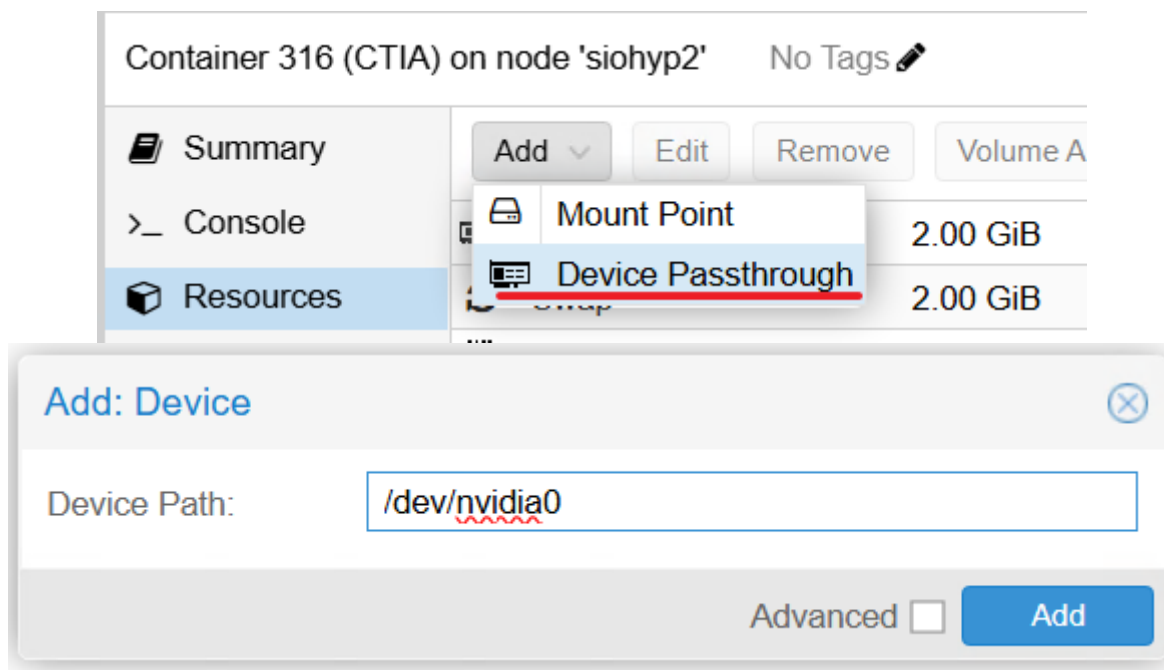 Container 316 (CTIA) on node 'siohyp2' No Tags
Summary Add Edit Remove Volume A
>_ Console Mount Point 2.00 GiB
Resources Device Passthrough 2.00 GiB
Add: Device
Device Path: /dev/nvidia0
Advanced Add